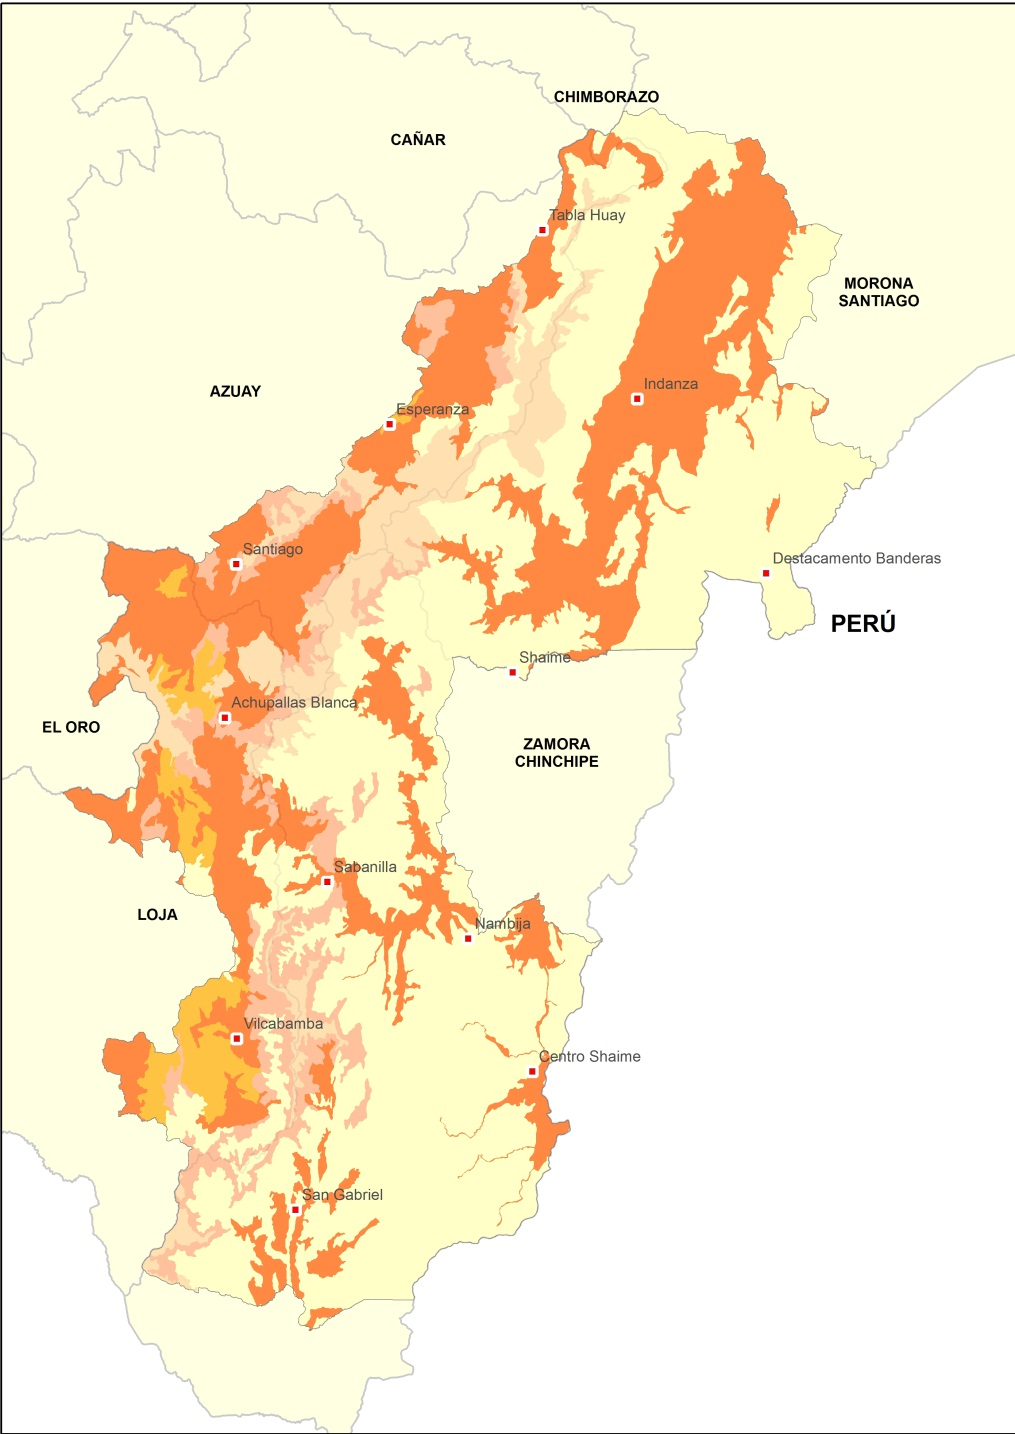 CHIMBORAZO
CAÑAR
Tabla Huay
MORONA
SANTIAGO
Indanza
AZUAY
Esperanza
Santiago
Destacamento Banderas
PERÚ
Shaime
Achupallas Blanca
EL ORO
ZAMORA
CHINCHIPE
Sabanilla
LOJA
Nambija
Vilcabamba
Centro Shaime
San Gabriel